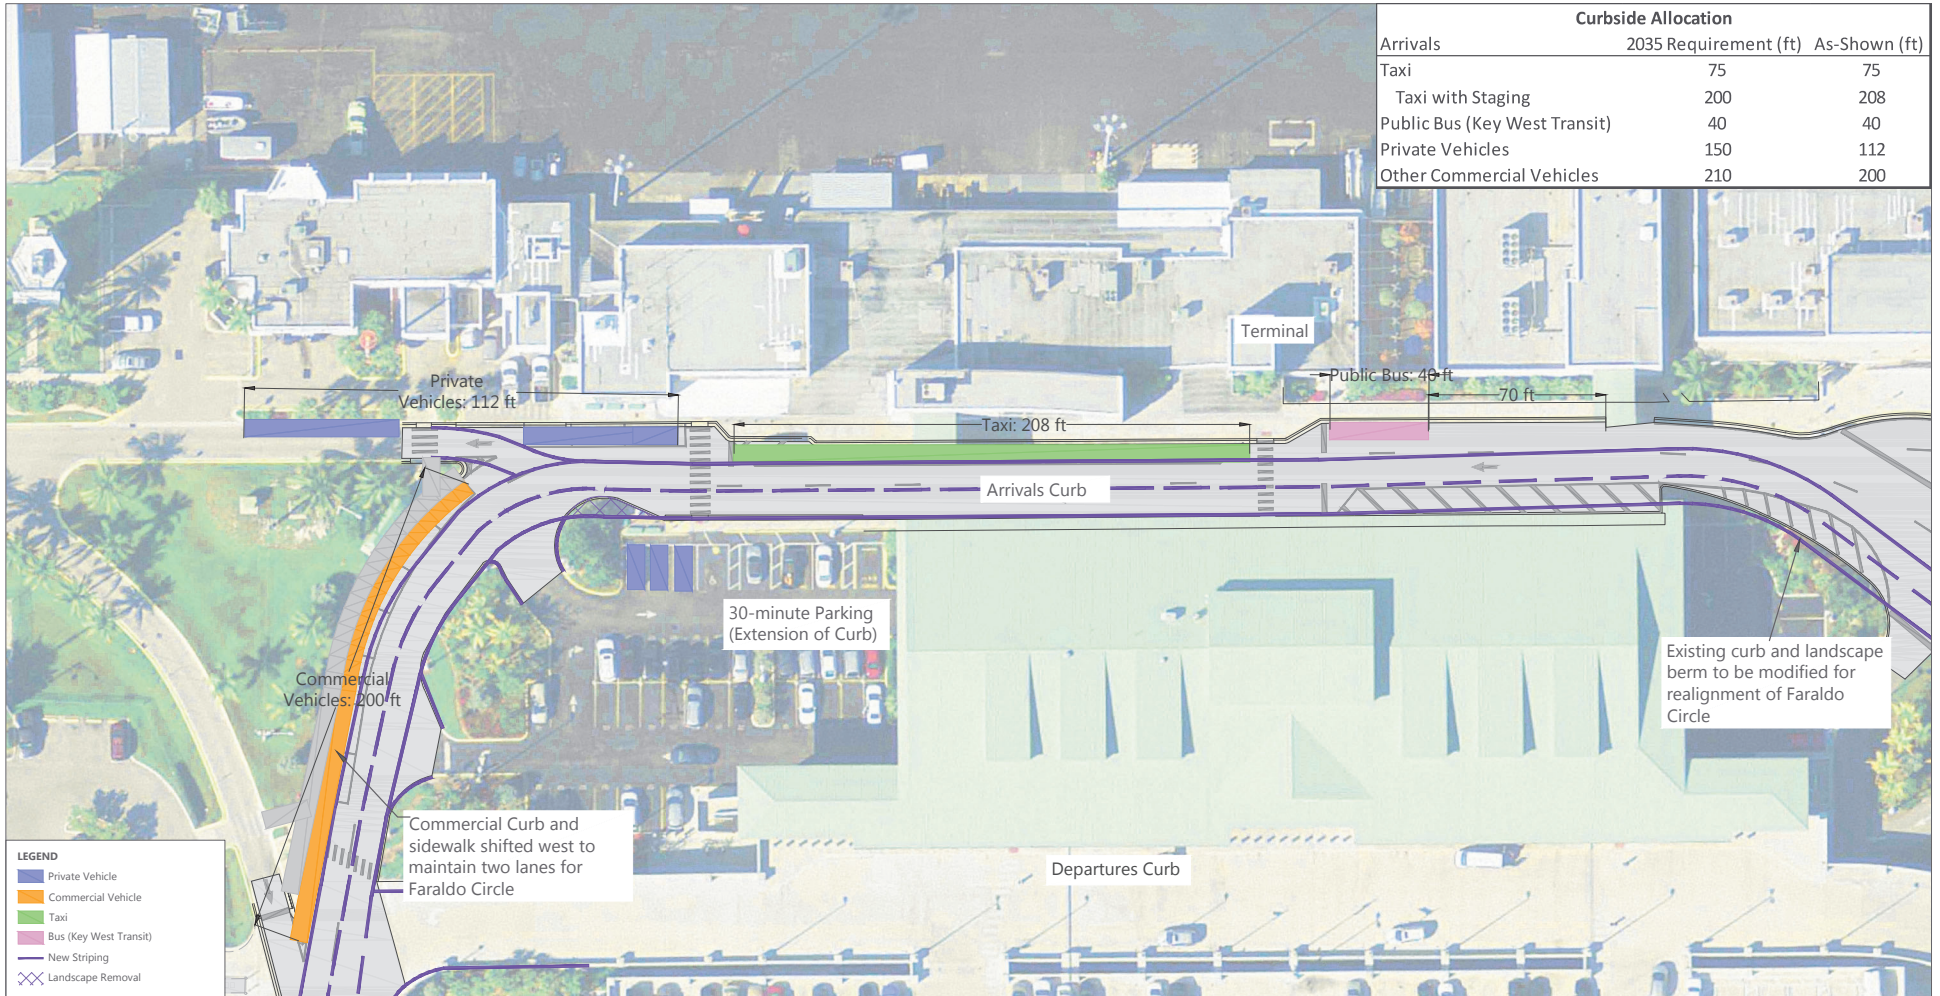 Curbside Allocation
Arrivals 2035 Requirement (ft) As-Shown (ft)
Taxi 75 75
Taxi with Staging 200 208
Public Bus (Key West Transit) 40 40
Private Vehicles 150 112
Other Commercial Vehicles 210 200
Terminal
Private
Vehicles: 112 ft
Public Bus: 40 ft
70 ft
Taxi: 208 ft
Arrivals Curb
30-minute Parking
(Extension of Curb)
Existing curb and landscape
berm to be modified for
realignment of Faraldo
Circle
Commercial
Vehicles: 200 ft
Commercial Curb and
sidewalk shifted west to
maintain two lanes for
Faraldo Circle
Departures Curb
LEGEND
Private Vehicle
Commercial Vehicle
Taxi
Bus (Key West Transit)
New Striping
Landscape Removal